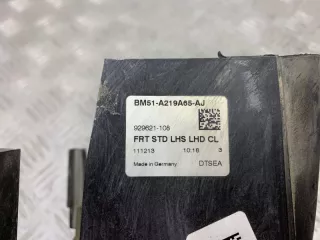 BM51-A219A65-AJ
929621-108
FRT STD LHS LHD CL
111213 10:16 3
Made in Germany DTSEA